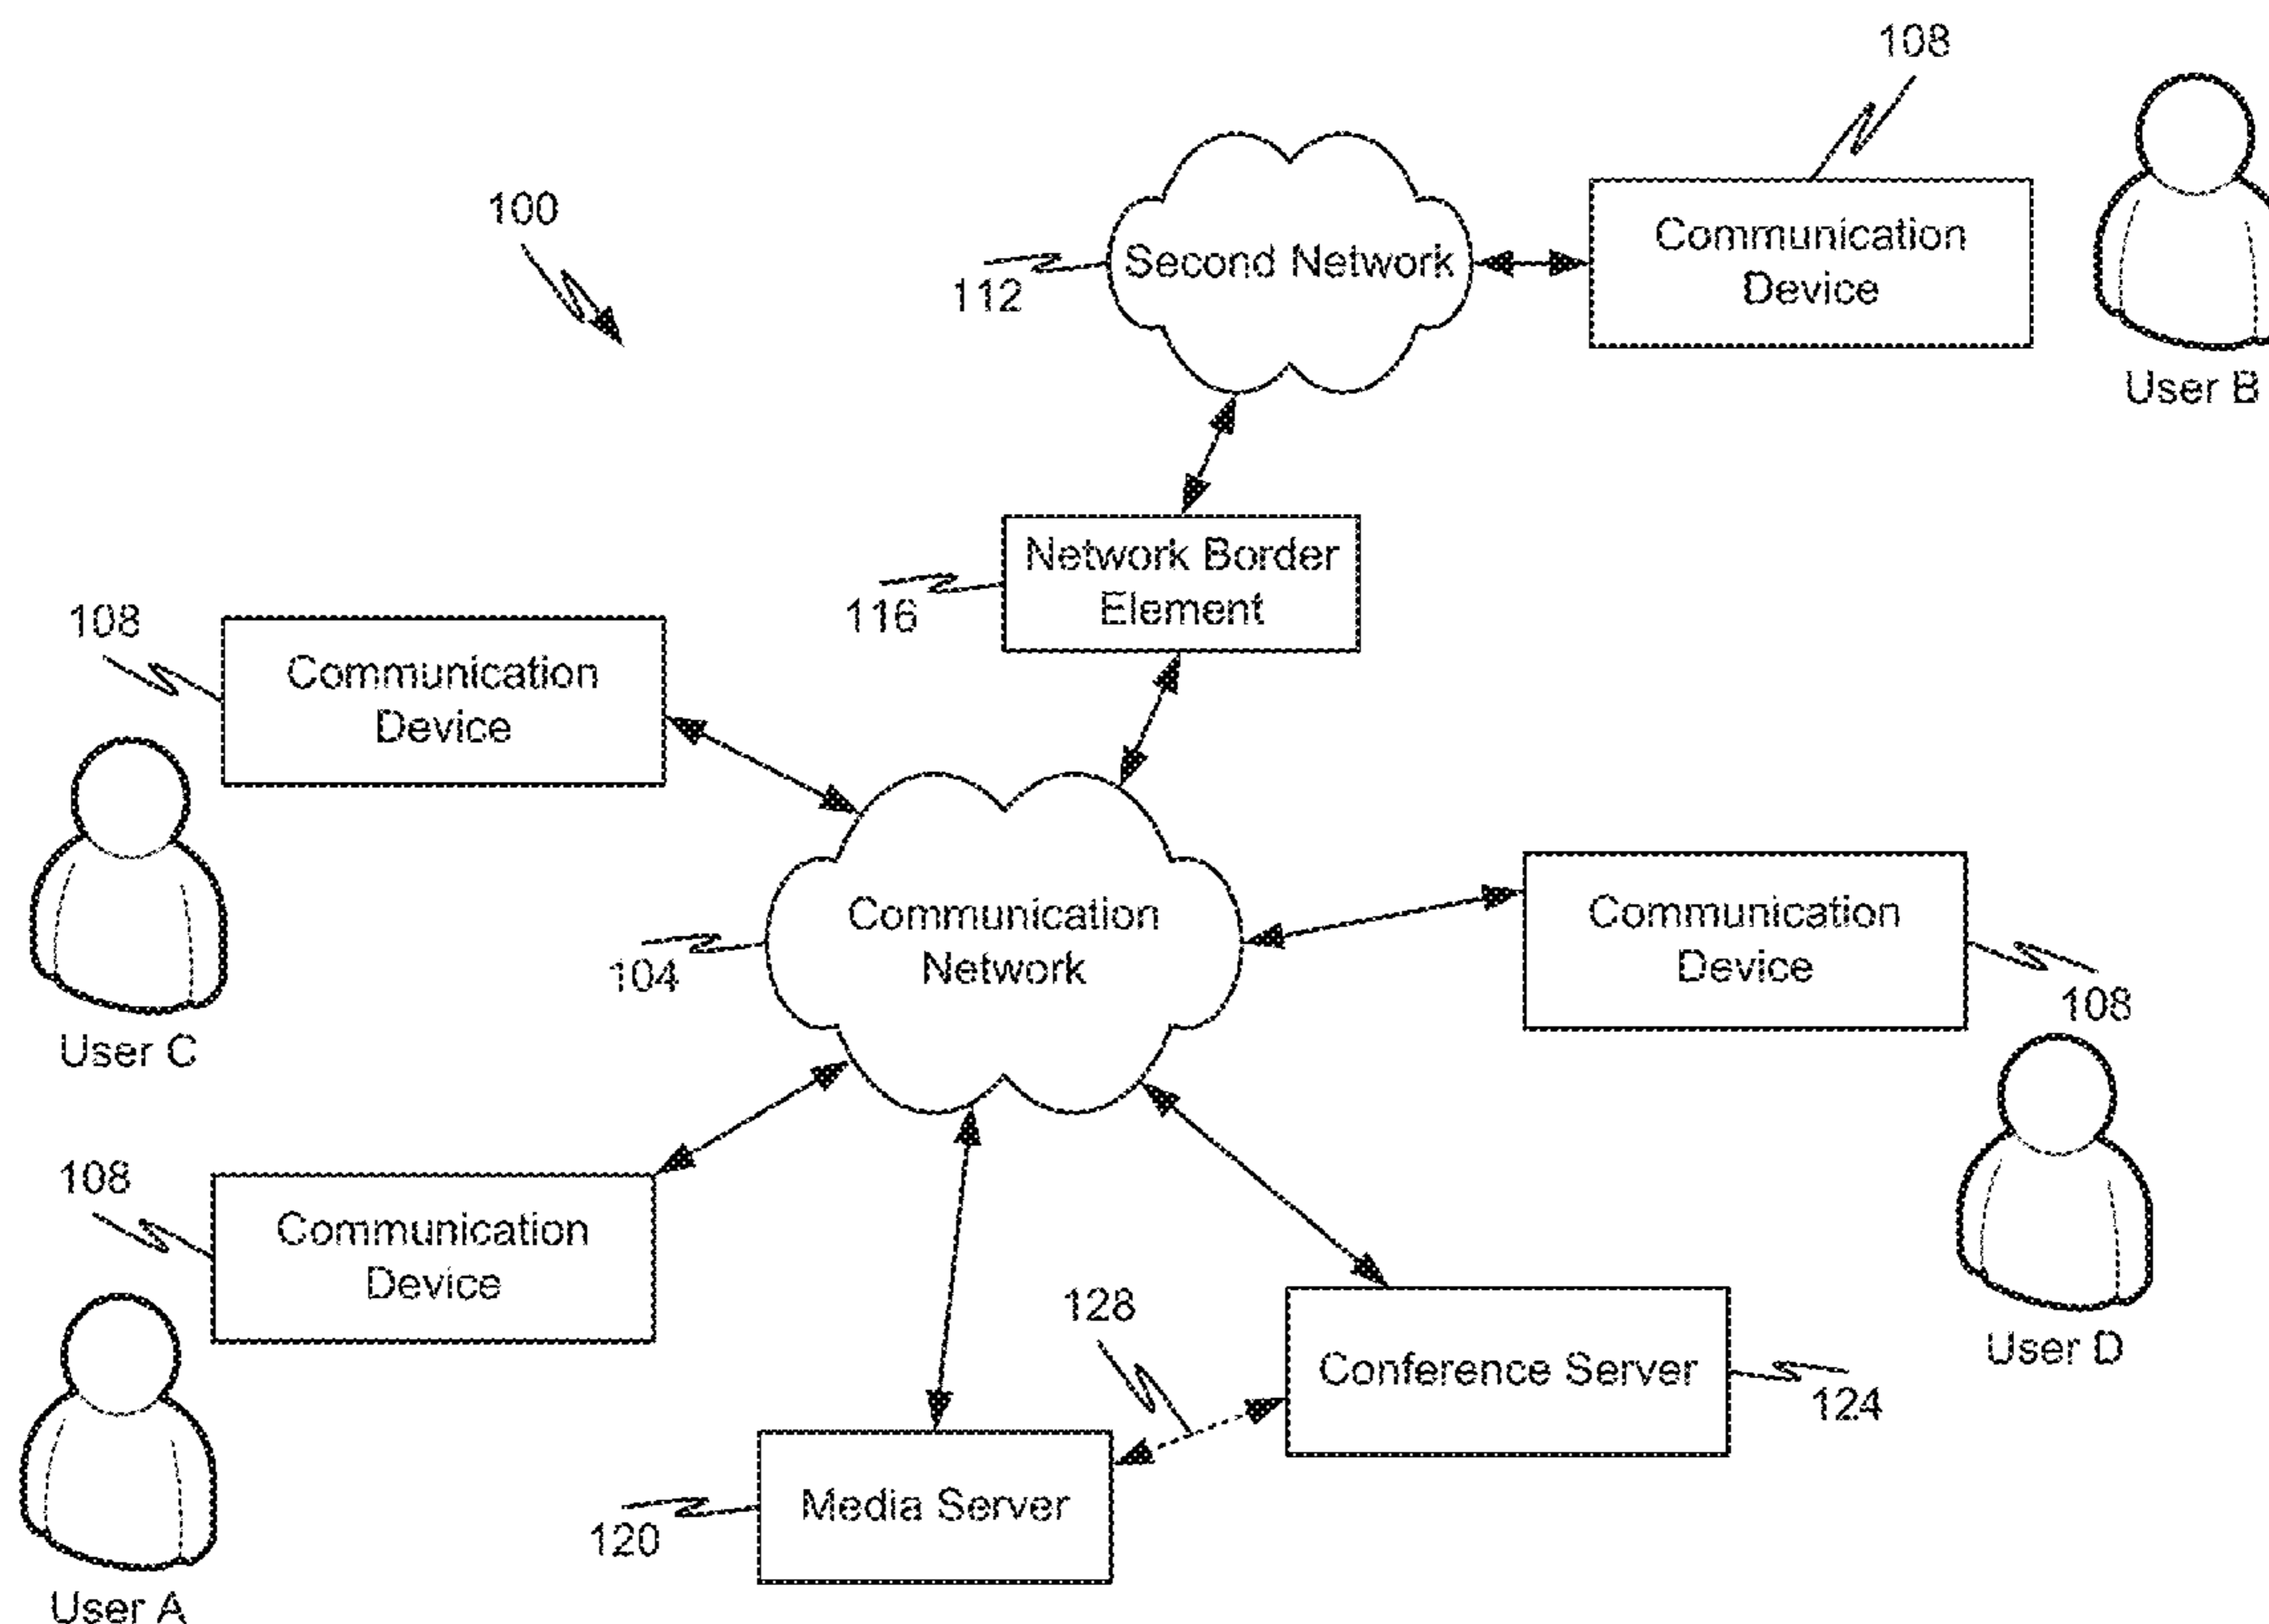 108
100
Second Network
112
Communication
Device
User B
Network Border
Element
116
108
Communication
Device
User C
Communication
Network
104
Communication
Device
108
User D
108
Communication
Device
User A
128
Conference Server
124
Media Server
120